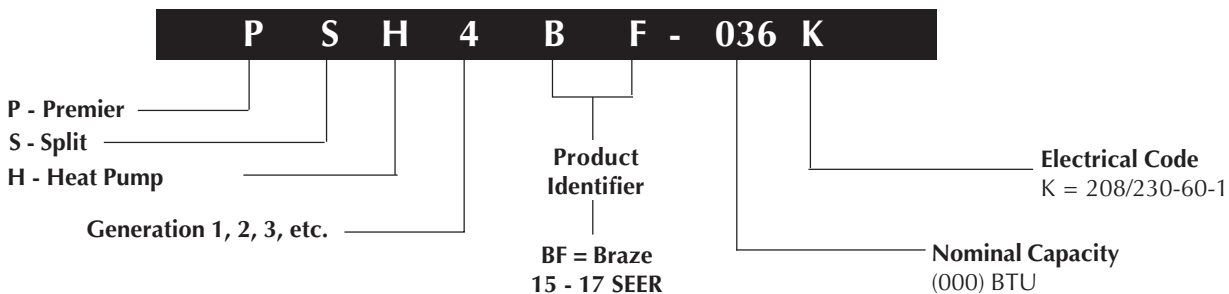 P S H 4 B F - 036 K
P - Premier
S - Split
H - Heat Pump
Generation 1, 2, 3, etc.
Product
Identifier
BF = Braze
15 - 17 SEER
Electrical Code
K = 208/230-60-1
Nominal Capacity
(000) BTU